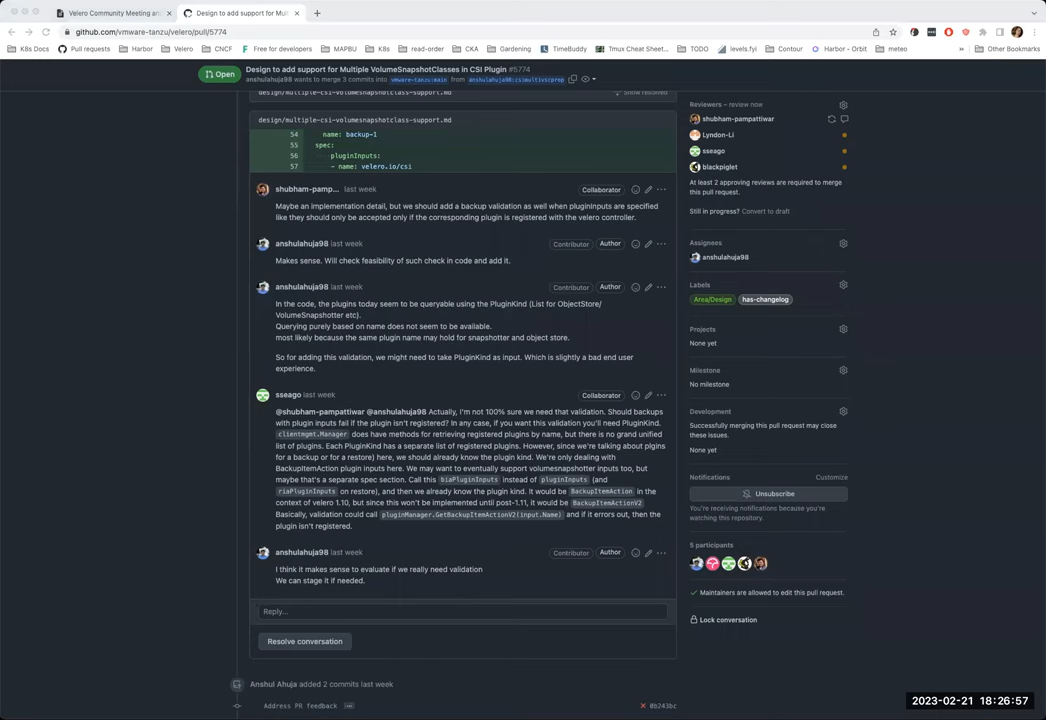 Velero Community Meeting an
Design to add support for Mult
github.com/vmware-tanzu/velero/pull/5774
K8s Docs
Pull requests
Harbor
Velero
CNCF
Free for developers
MAPBU
K8s
read-order
CKA
Gardening
TimeBuddy
Tmux Cheat Sheet...
TODO
levels.fyi
Contour
Harbor - Orbit
meteo
»
Other Bookmarks
Open
Design to add support for Multiple VolumeSnapshotClasses in CSI Plugin #5774
anshulahuja98 wants to merge 3 commits into vmware-tanzu:main from anshulahuja98:csimultivscprop
design/multiple-csi-volumesnapshotclass-support.md
Show resolved
design/multiple-csi-volumesnapshotclass-support.md
54 name: backup-1
55 spec:
56 pluginInputs:
57 - name: velero.io/csi
shubham-pamp... last week
Collaborator
Maybe an implementation detail, but we should add a backup validation as well when pluginInputs are specified
like they should only be accepted only if the corresponding plugin is registered with the velero controller.
anshulahuja98 last week
Contributor
Author
Makes sense. Will check feasibility of such check in code and add it.
anshulahuja98 last week
Contributor
Author
In the code, the plugins today seem to be queryable using the PluginKind (List for ObjectStore/
VolumeSnapshotter etc).
Querying purely based on name does not seem to be available.
most likely because the same plugin name may hold for snapshotter and object store.
So for adding this validation, we might need to take PluginKind as input. Which is slightly a bad end user
experience.
sseago last week
Collaborator
@shubham-pampattiwar @anshulahuja98 Actually, I'm not 100% sure we need that validation. Should backups
with plugin inputs fail if the plugin isn't registered? In any case, if you want this validation you'll need PluginKind.
clientmgmt.Manager does have methods for retrieving registered plugins by name, but there is no grand unified
list of plugins. Each PluginKind has a separate list of registered plugins. However, since we're talking about plgins
for a backup or for a restore) here, we should already know the plugin kind. We're only dealing with
BackupItemAction plugin inputs here. We may want to eventually support volumesnapshotter inputs too, but
maybe that's a separate spec section. Call this biaPluginInputs instead of pluginInputs (and
riaPluginInputs on restore), and then we already know the plugin kind. It would be BackupItemAction in the
context of velero 1.10, but since this won't be implemented until post-1.11, it would be BackupItemActionV2
Basically, validation could call pluginManager.GetBackupItemActionV2(input.Name) and if it errors out, then the
plugin isn't registered.
anshulahuja98 last week
Contributor
Author
I think it makes sense to evaluate if we really need validation
We can stage it if needed.
Reply...
Resolve conversation
Anshul Ahuja added 2 commits last week
Address PR feedback
0b243bc
Reviewers – review now
shubham-pampattiwar
Lyndon-Li
sseago
blackpiglet
At least 2 approving reviews are required to merge
this pull request.
Still in progress? Convert to draft
Assignees
anshulahuja98
Labels
Area/Design
has-changelog
Projects
None yet
Milestone
No milestone
Development
Successfully merging this pull request may close
these issues.
None yet
Notifications
Customize
Unsubscribe
You're receiving notifications because you're
watching this repository.
5 participants
Maintainers are allowed to edit this pull request.
Lock conversation
2023-02-21 18:26:57